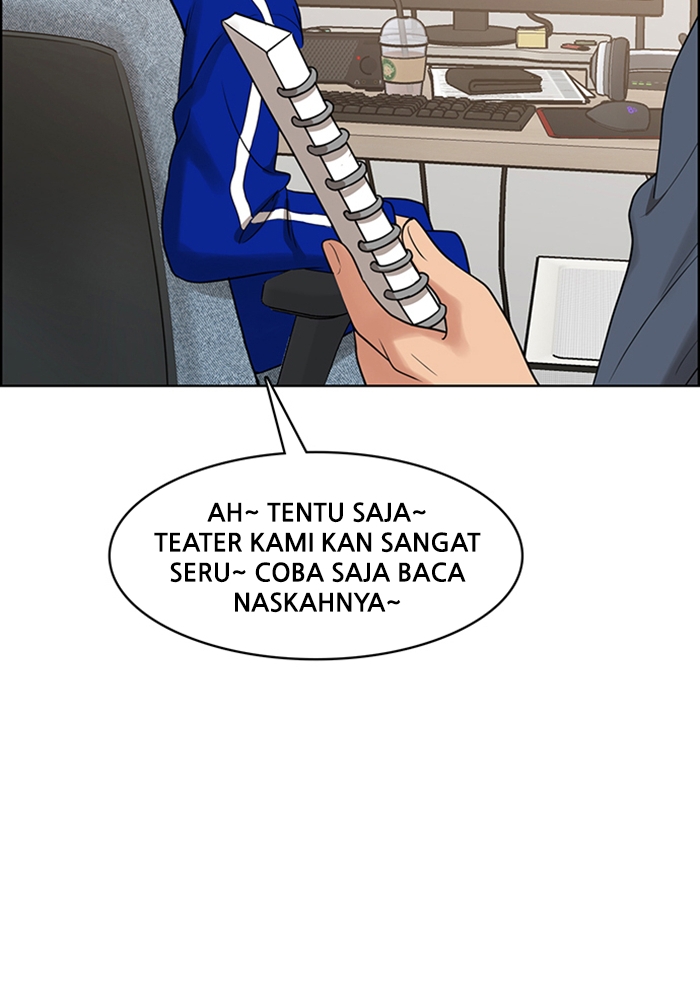 AH~ TENTU SAJA~
TEATER KAMI KAN SANGAT
SERU~ COBA SAJA BACA
NASKAHNYA~